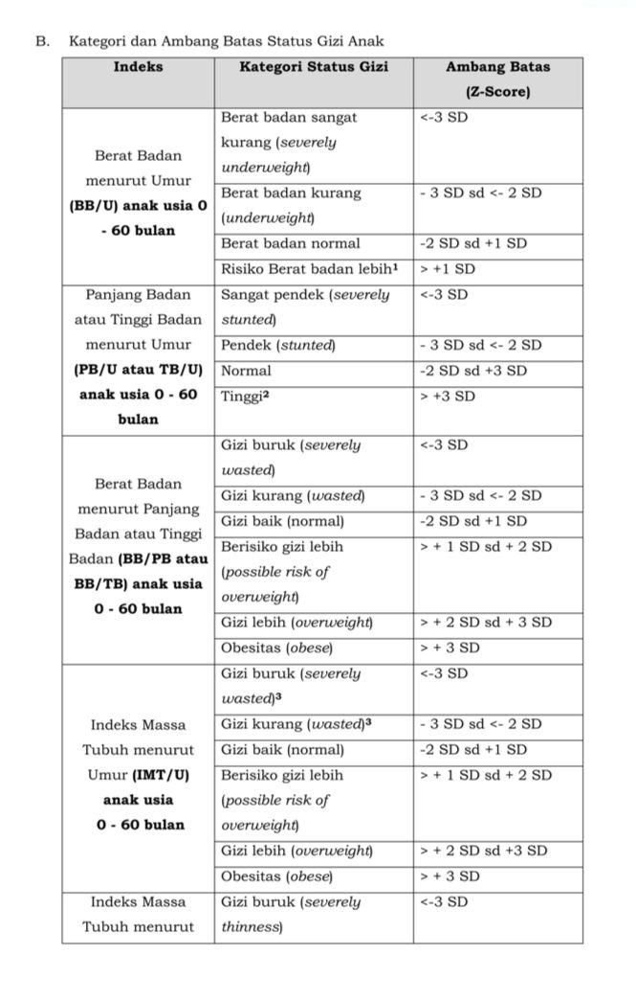 B. Kategori dan Ambang Batas Status Gizi Anak
Indeks Kategori Status Gizi Ambang Batas
(Z-Score)
Berat Badan
menurut Umur
(BB/U) anak usia 0
- 60 bulan
Berat badan sangat
kurang (severely
underweight)
<-3 SD
Berat badan kurang
(underweight)
- 3 SD sd <- 2 SD
Berat badan normal -2 SD sd +1 SD
Risiko Berat badan lebih¹ > +1 SD
Panjang Badan
atau Tinggi Badan
menurut Umur
(PB/U atau TB/U)
anak usia 0 - 60
bulan
Sangat pendek (severely
stunted)
<-3 SD
Pendek (stunted) - 3 SD sd <- 2 SD
Normal -2 SD sd +3 SD
Tinggi² > +3 SD
Berat Badan
menurut Panjang
Badan atau Tinggi
Badan (BB/PB atau
BB/TB) anak usia
0 - 60 bulan
Gizi buruk (severely
wasted)
<-3 SD
Gizi kurang (wasted) - 3 SD sd <- 2 SD
Gizi baik (normal) -2 SD sd +1 SD
Berisiko gizi lebih
(possible risk of
overweight)
> + 1 SD sd + 2 SD
Gizi lebih (overweight) > + 2 SD sd + 3 SD
Obesitas (obese) > + 3 SD
Indeks Massa
Tubuh menurut
Umur (IMT/U)
anak usia
0 - 60 bulan
Gizi buruk (severely
wasted)³
<-3 SD
Gizi kurang (wasted)³ - 3 SD sd <- 2 SD
Gizi baik (normal) -2 SD sd +1 SD
Berisiko gizi lebih
(possible risk of
overweight)
> + 1 SD sd + 2 SD
Gizi lebih (overweight) > + 2 SD sd +3 SD
Obesitas (obese) > + 3 SD
Indeks Massa
Tubuh menurut
Gizi buruk (severely
thinness)
<-3 SD